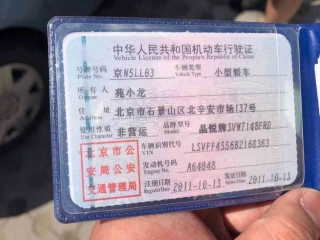 中华人民共和国机动车行驶证
Vehicle License of the People's Republic of China
号牌号码 京N5LL03 车辆类型 小型轿车
Plate No. Vehicle Type
所有人 苑小龙
Owner
住址 北京市石景山区北辛安市场137号
Address
使用性质 非营运 品牌型号 晶锐牌SVW7148FRD
Use Character Model
北京市公
安局公安
交通管理局
车辆识别代号 LSVFF4556B2168363
VIN
发动机号码 A64048
Engine No.
注册日期 2011-10-13 发证日期 2011-10-13